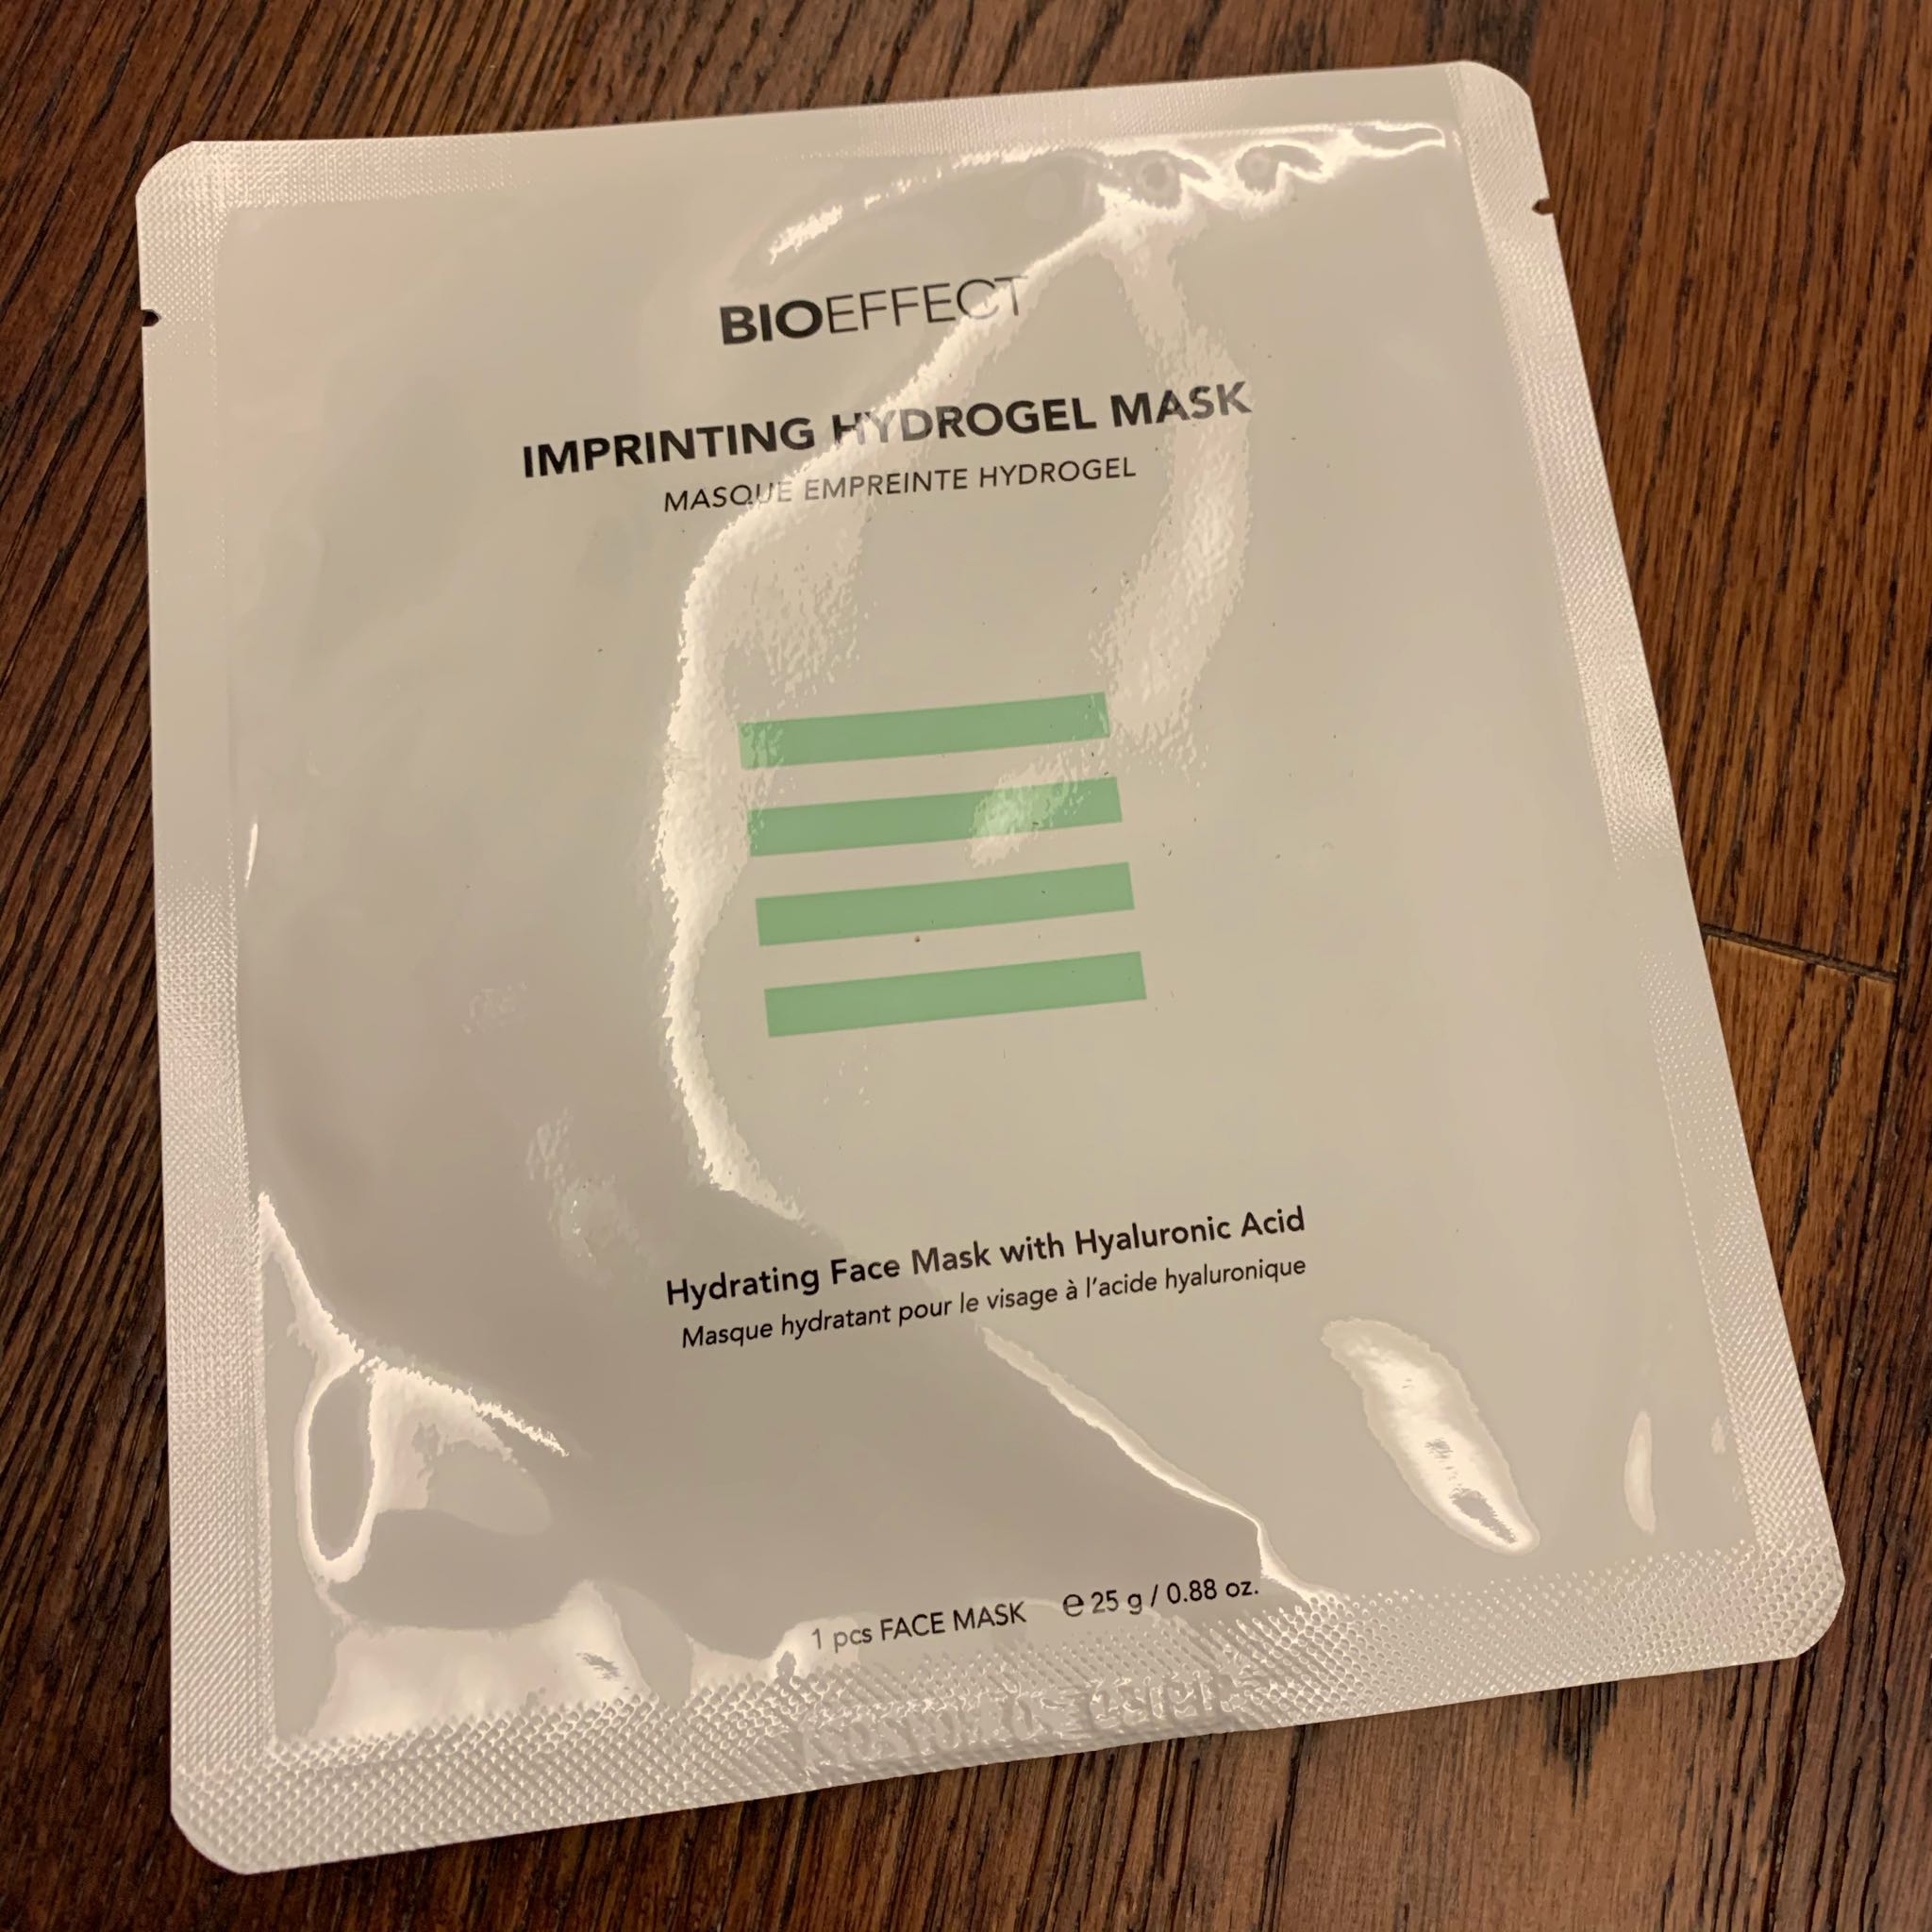 BIOEFFECT
IMPRINTING HYDROGEL MASK
MASQUE EMPREINTE HYDROGEL
Hydrating Face Mask with Hyaluronic Acid
Masque hydratant pour le visage à l'acide hyaluronique
1 pcs FACE MASK ℮ 25 g / 0.88 oz.